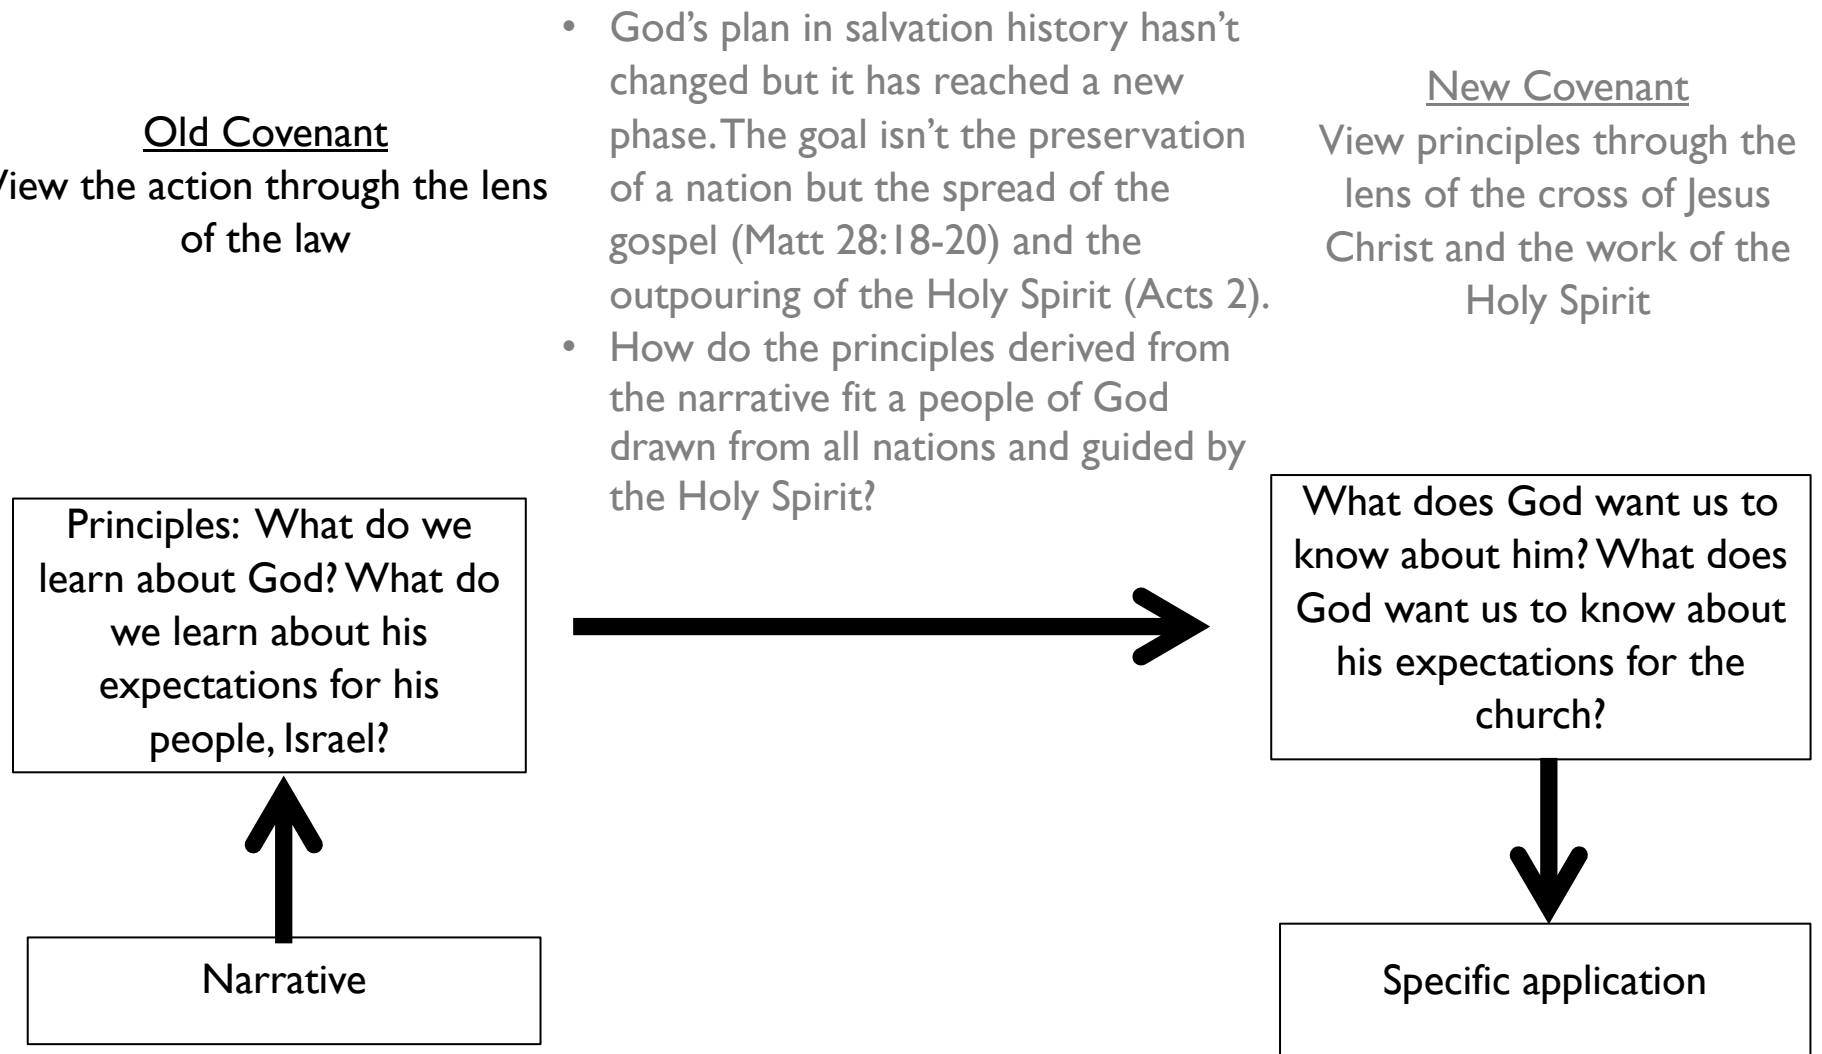 Old Covenant
View the action through the lens
of the law
• God’s plan in salvation history hasn’t
changed but it has reached a new
phase. The goal isn’t the preservation
of a nation but the spread of the
gospel (Matt 28:18-20) and the
outpouring of the Holy Spirit (Acts 2).
• How do the principles derived from
the narrative fit a people of God
drawn from all nations and guided by
the Holy Spirit?
New Covenant
View principles through the
lens of the cross of Jesus
Christ and the work of the
Holy Spirit
Principles: What do we
learn about God? What do
we learn about his
expectations for his
people, Israel?
What does God want us to
know about him? What does
God want us to know about
his expectations for the
church?
Narrative
Specific application